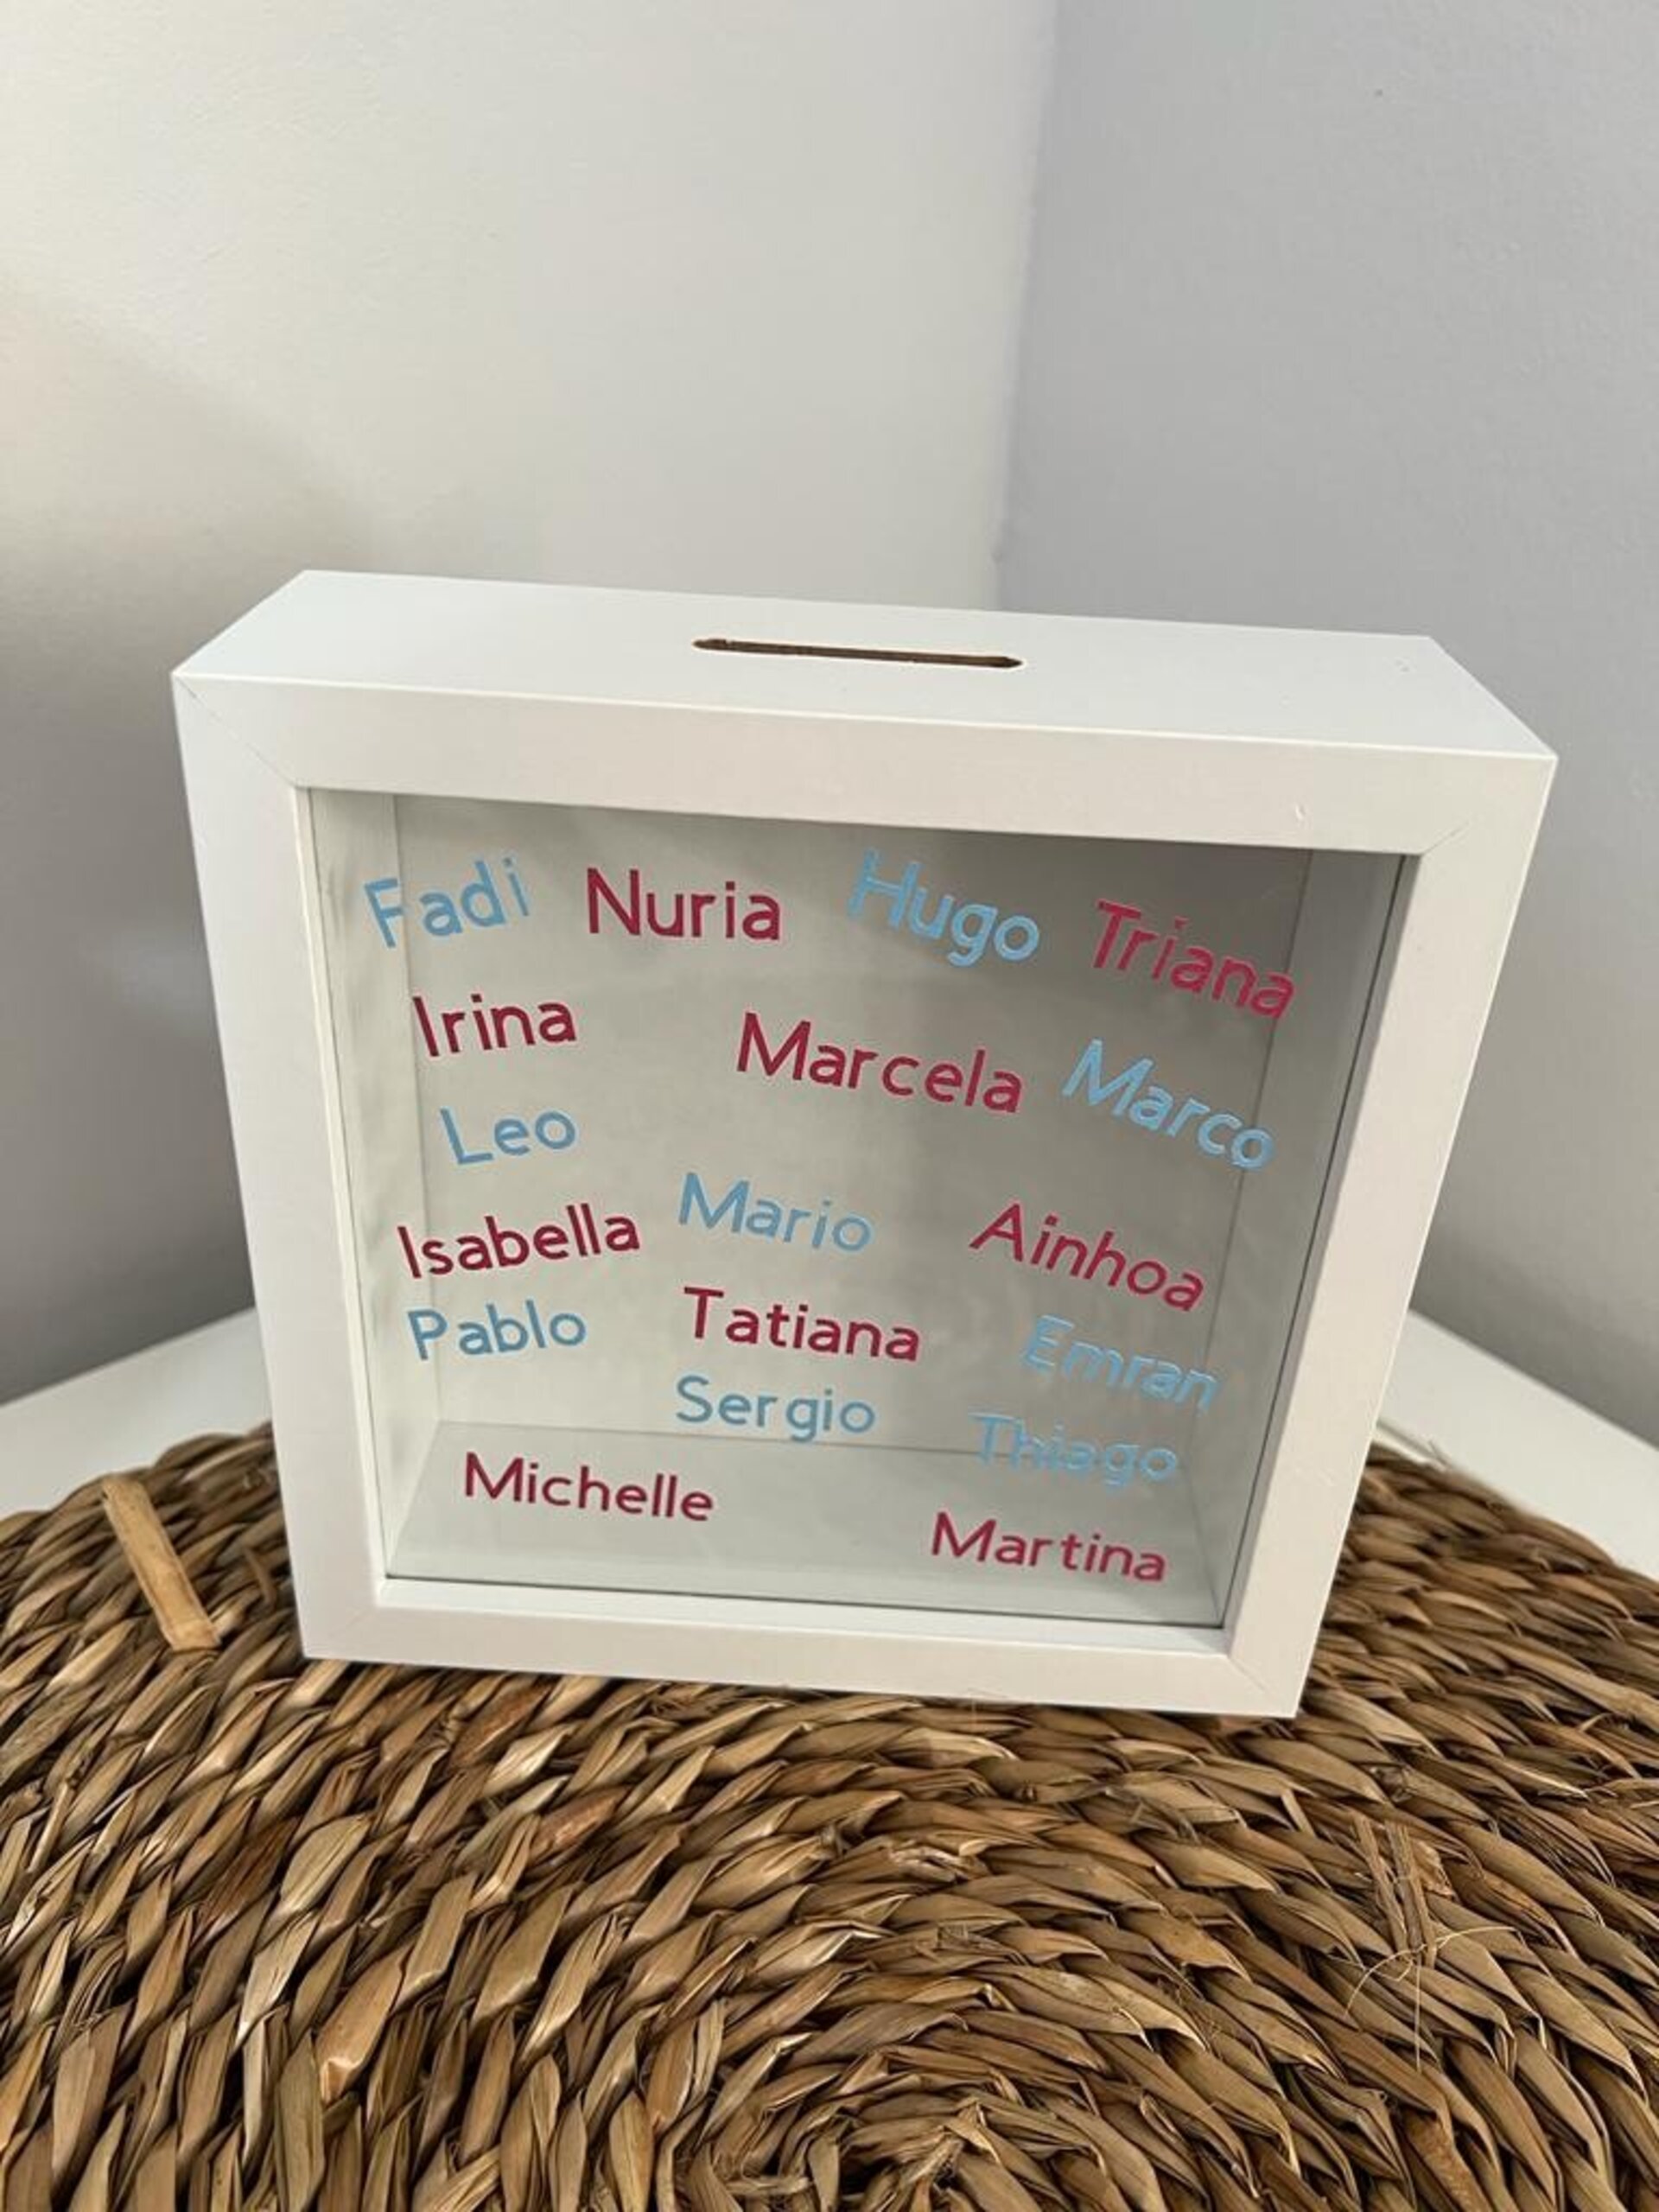 Fadi Nuria Hugo Triana
Irina Marcela Marco
Leo
Isabella Mario Ainhoa
Pablo Tatiana Emran
Sergio Thiago
Michelle Martina